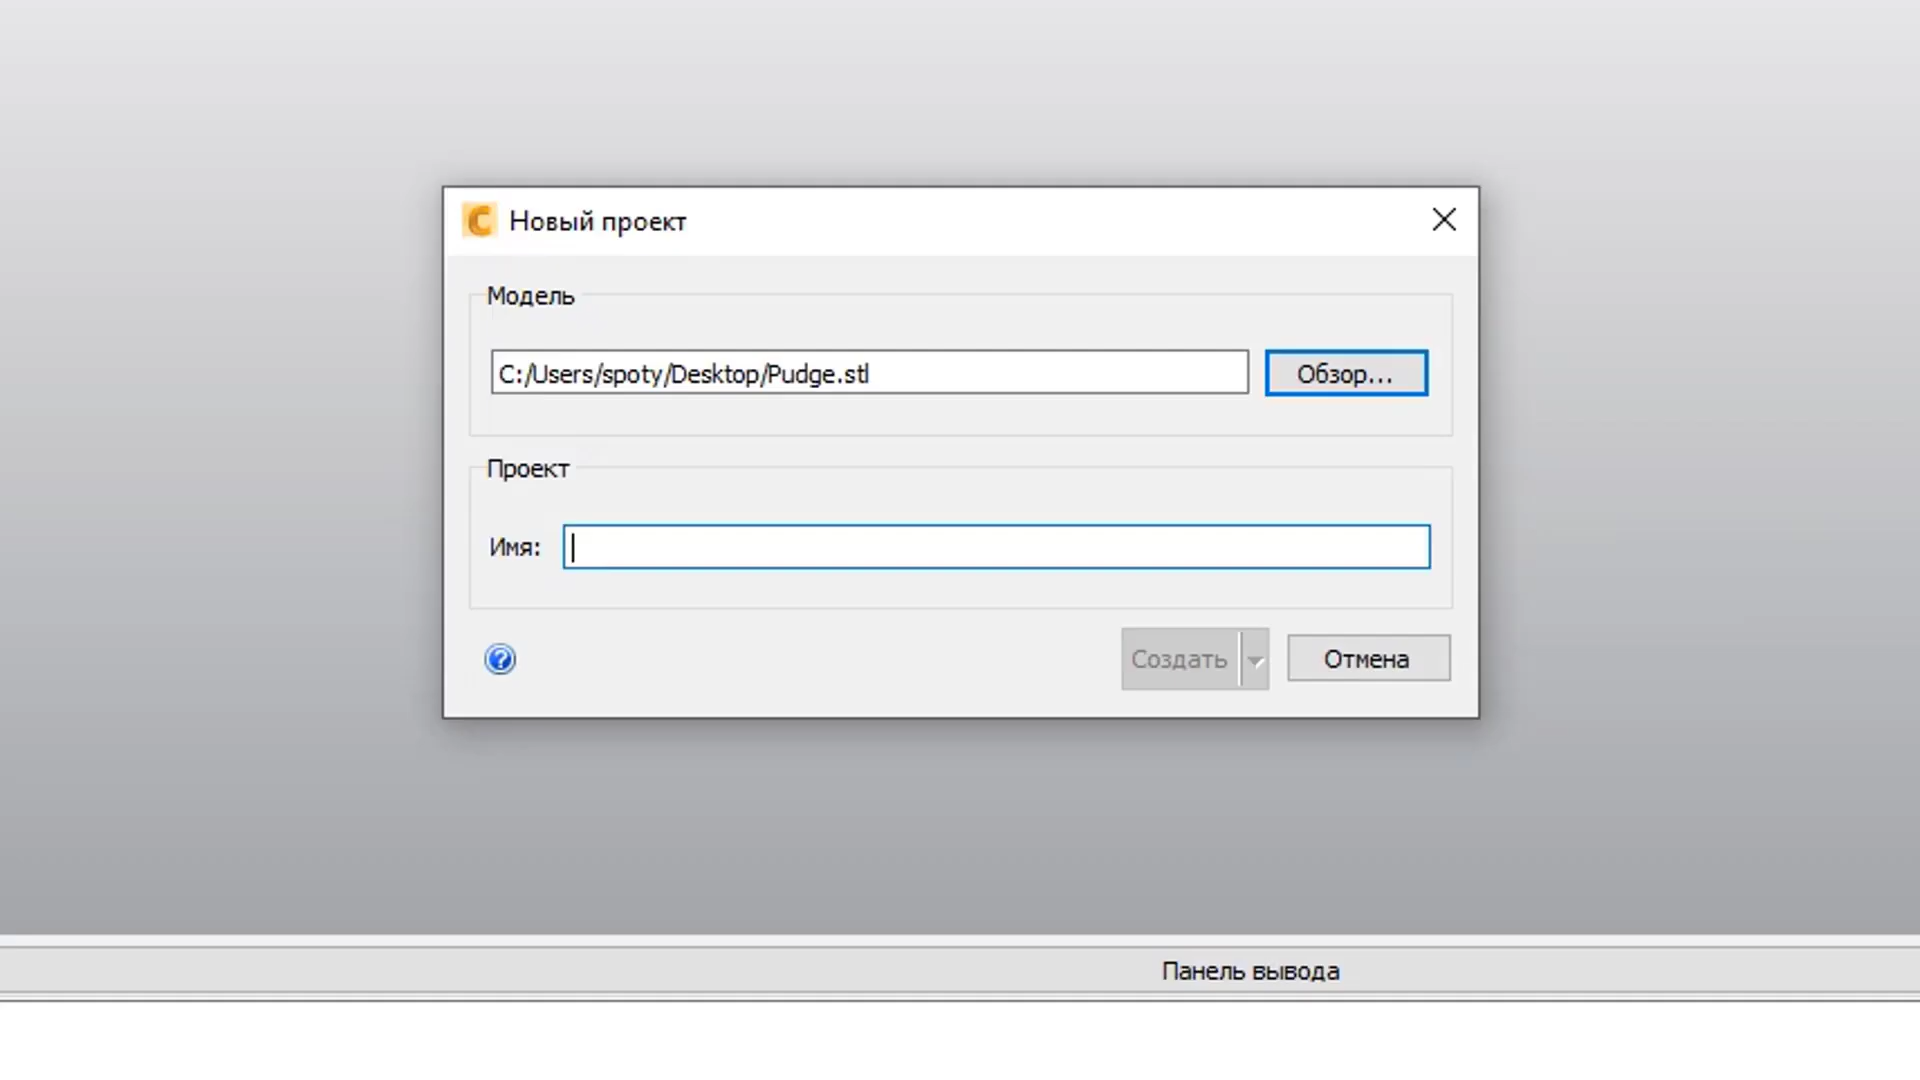 Новый проект
Модель
C:/Users/spoty/Desktop/Pudge.stl
Обзор...
Проект
Имя:
Создать
Отмена
Панель вывода